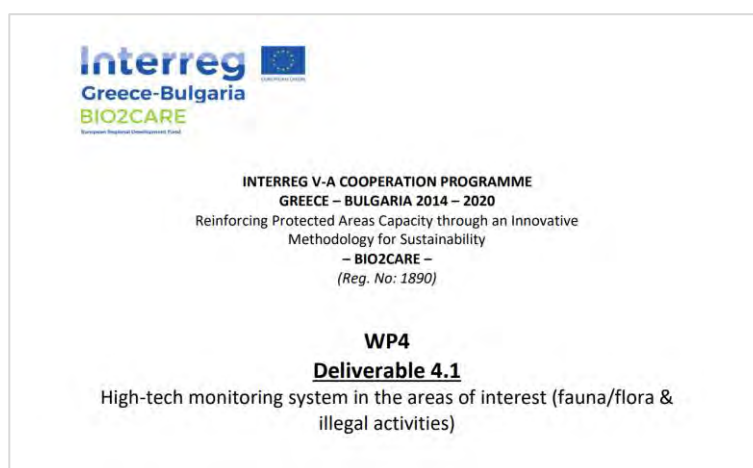 Interreg
EUROPEAN UNION
Greece-Bulgaria
BIO2CARE
European Regional Development Fund
INTERREG V-A COOPERATION PROGRAMME
GREECE – BULGARIA 2014 – 2020
Reinforcing Protected Areas Capacity through an Innovative
Methodology for Sustainability
– BIO2CARE –
(Reg. No: 1890)
WP4
Deliverable 4.1
High-tech monitoring system in the areas of interest (fauna/flora &
illegal activities)